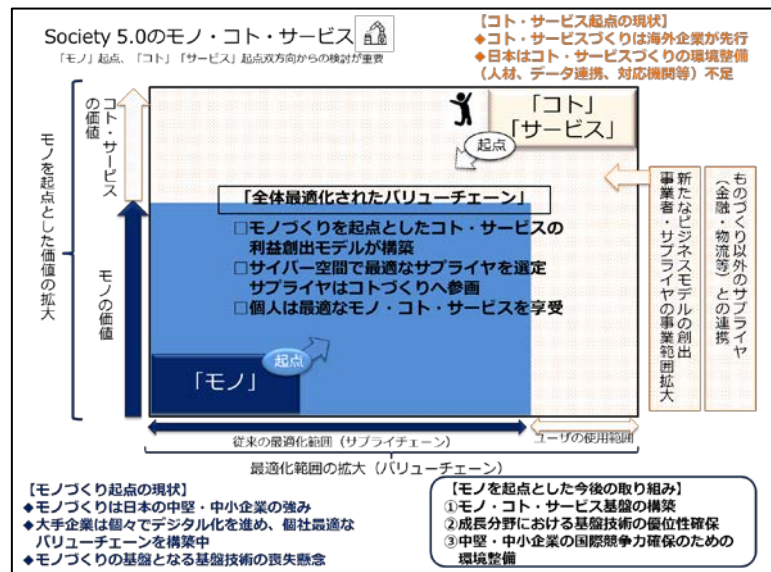 Society 5.0のモノ・コト・サービス
「モノ」起点、「コト」「サービス」起点双方向からの検討が重要
【コト・サービス起点の現状】
◆コト・サービスづくりは海外企業が先行
◆日本はコト・サービスづくりの環境整備
（人材、データ連携、対応機関等）不足
モノを起点とした価値の拡大
コト・サービスの価値
モノの価値
「コト」
「サービス」
起点
「全体最適化されたバリューチェーン」
□モノづくりを起点としたコト・サービスの
利益創出モデルが構築
□サイバー空間で最適なサプライヤを選定
サプライヤはコトづくりへ参画
□個人は最適なモノ・コト・サービスを享受
起点
「モノ」
新たなビジネスモデルの創出
事業者・サプライヤの事業範囲拡大
ものづくり以外のサプライヤ
（金融・物流等）との連携
従来の最適化範囲（サプライチェーン）
ユーザの使用範囲
最適化範囲の拡大（バリューチェーン）
【モノづくり起点の現状】
◆モノづくりは日本の中堅・中小企業の強み
◆大手企業は個々でデジタル化を進め、個社最適な
バリューチェーンを構築中
◆モノづくりの基盤となる基盤技術の喪失懸念
【モノを起点とした今後の取り組み】
①モノ・コト・サービス基盤の構築
②成長分野における基盤技術の優位性確保
③中堅・中小企業の国際競争力確保のための
環境整備